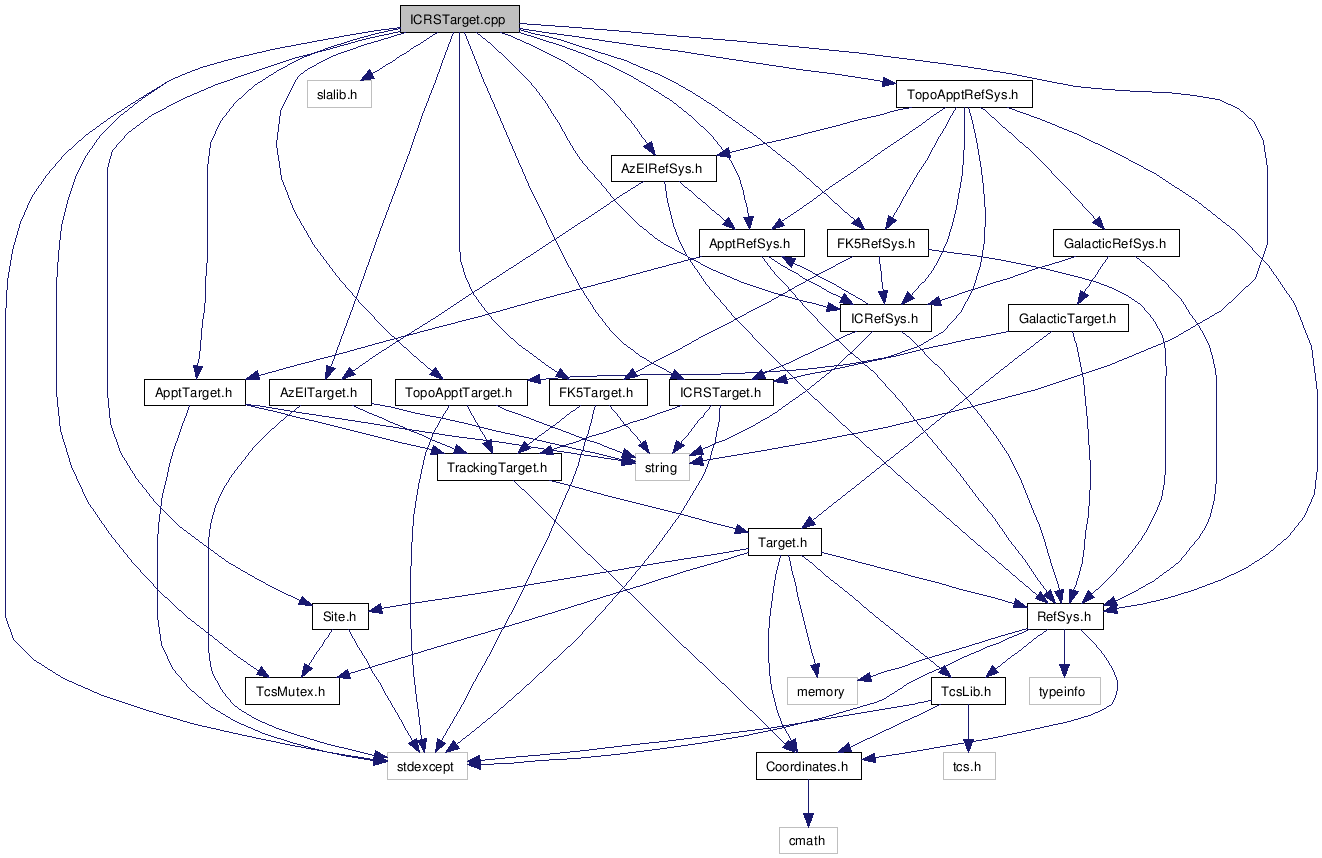 ICRSTarget.cpp
slalib.h
TopoApptRefSys.h
AzElRefSys.h
ApptRefSys.h
FK5RefSys.h
GalacticRefSys.h
ICRefSys.h
GalacticTarget.h
ApptTarget.h
AzElTarget.h
TopoApptTarget.h
FK5Target.h
ICRSTarget.h
TrackingTarget.h
string
Target.h
Site.h
RefSys.h
TcsMutex.h
memory
TcsLib.h
typeinfo
stdexcept
Coordinates.h
tcs.h
cmath